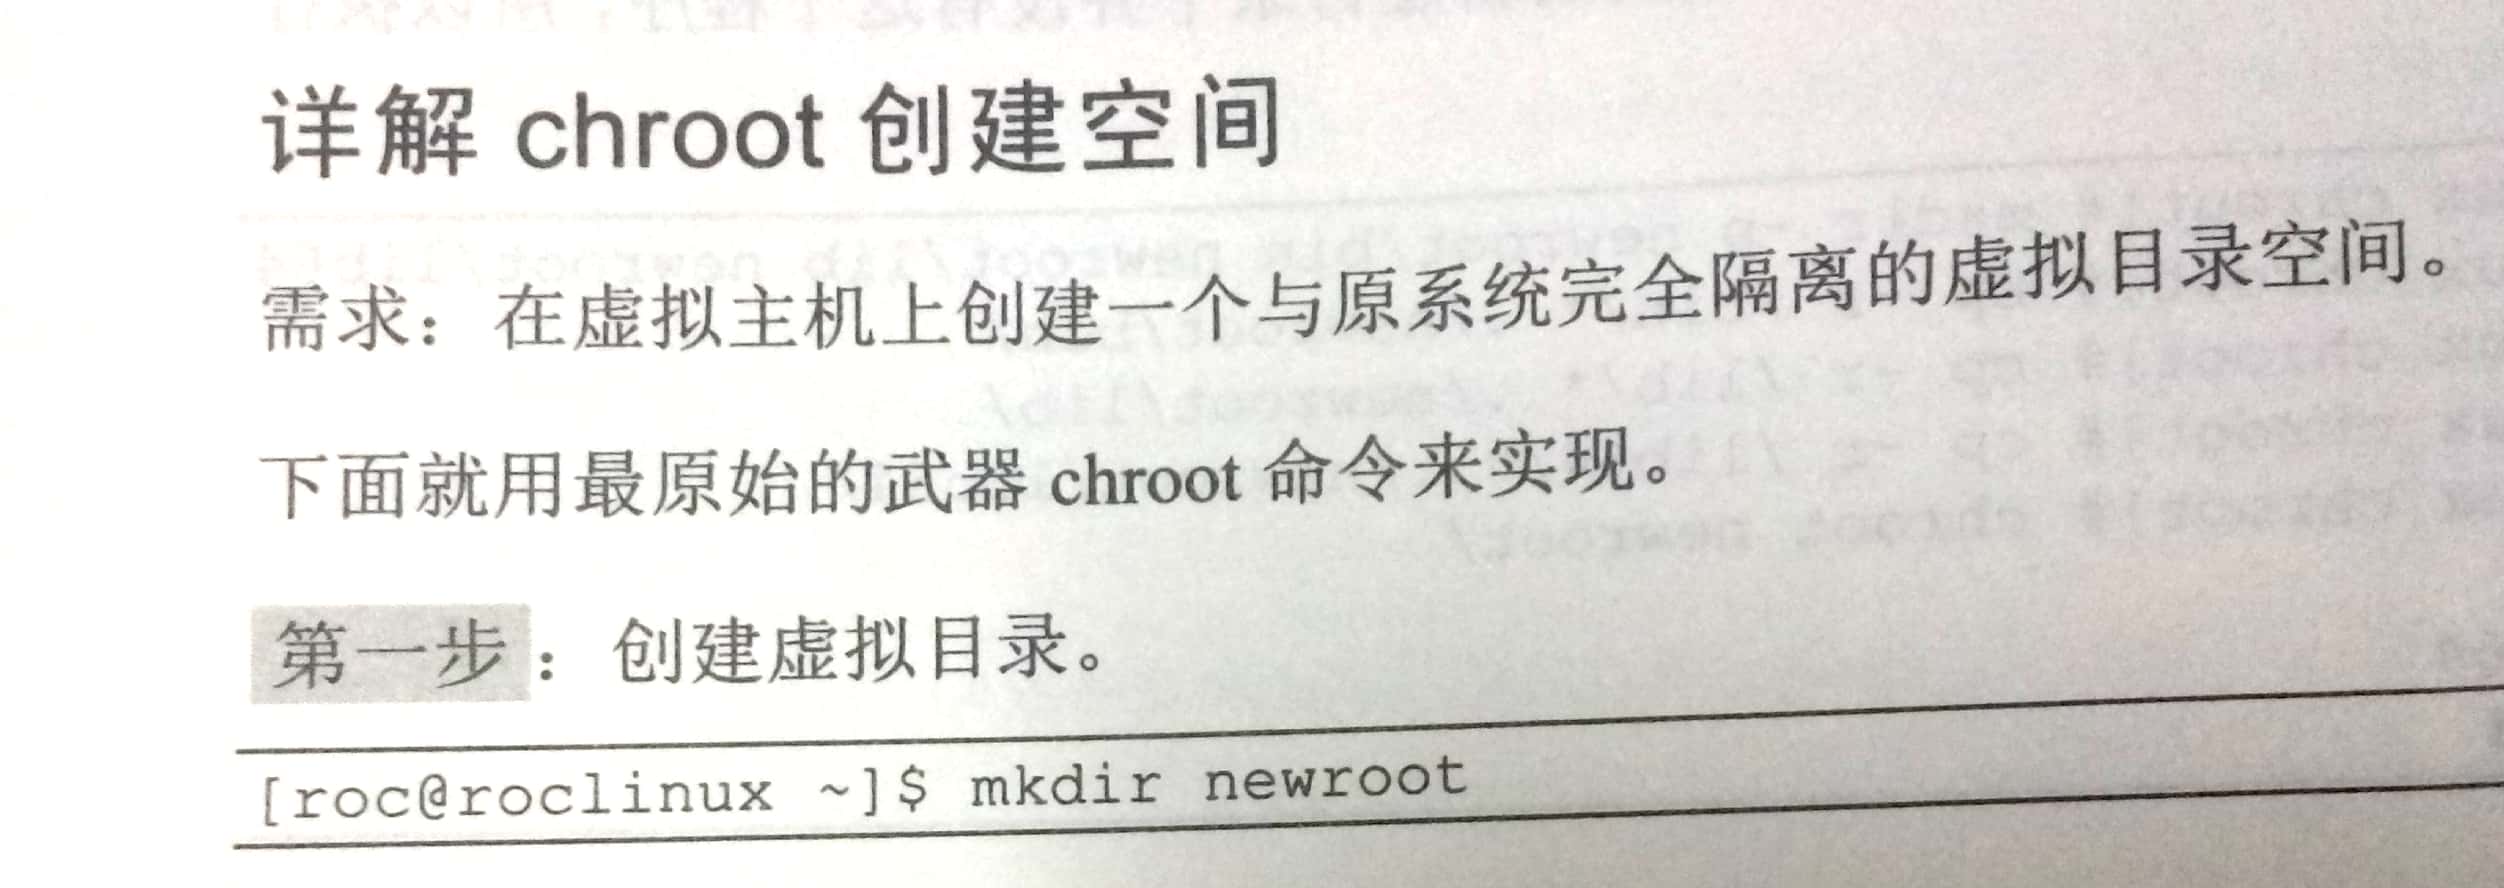 详解 chroot 创建空间
需求：在虚拟主机上创建一个与原系统完全隔离的虚拟目录空间。
下面就用最原始的武器 chroot 命令来实现。
第一步：创建虚拟目录。
[roc@roclinux ~]$ mkdir newroot